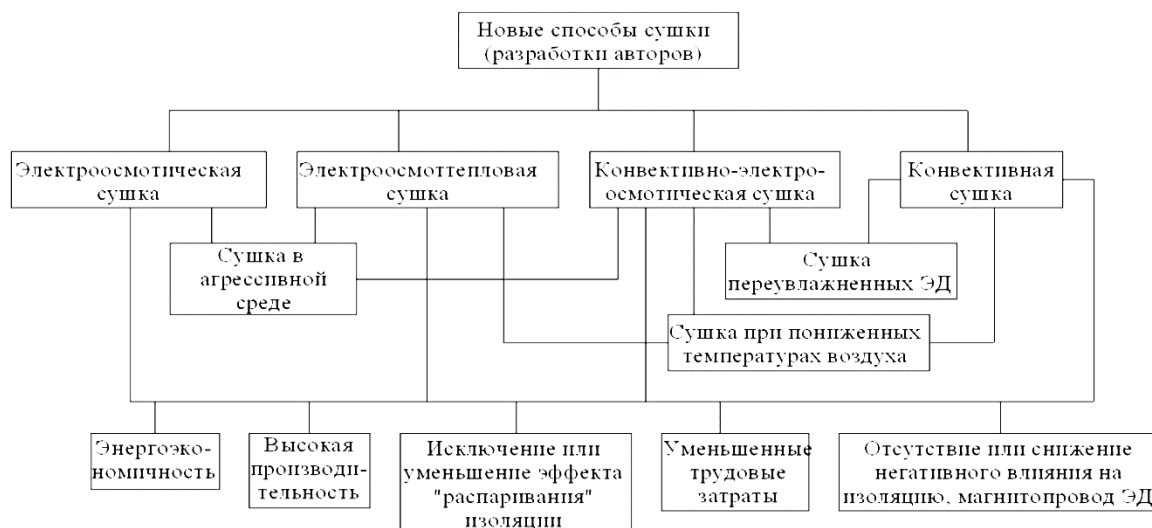 Новые способы сушки
(разработки авторов)
Электроосмотическая
сушка
Электроосмоттепловая
сушка
Конвективно-электро-
осмотическая сушка
Конвективная
сушка
Сушка в
агрессивной
среде
Сушка
переувлажненных ЭД
Сушка при пониженных
температурах воздуха
Энергоэко-
номичность
Высокая
производи-
тельность
Исключение или
уменьшение эффекта
"распаривания"
изоляции
Уменьшенные
трудовые
затраты
Отсутствие или снижение
негативного влияния на
изоляцию, магнитопровод ЭД